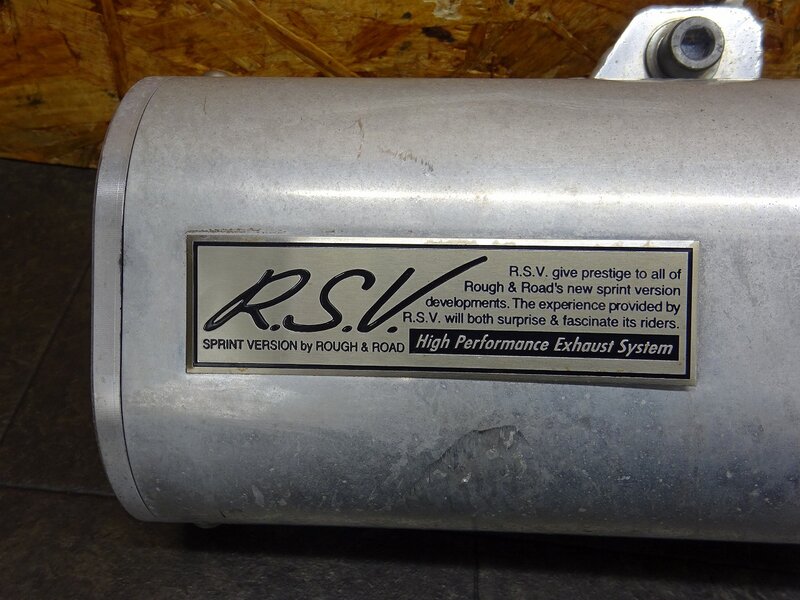 R.S.V.
SPRINT VERSION by ROUGH & ROAD
R.S.V. give prestige to all of
Rough & Road's new sprint version
developments. The experience provided by
R.S.V. will both surprise & fascinate its riders.
High Performance Exhaust System